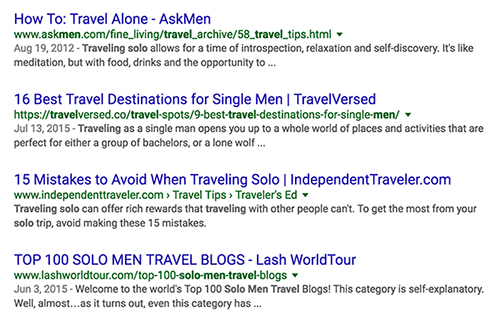 How To: Travel Alone - AskMen
www.askmen.com/fine_living/travel_archive/58_travel_tips.html
Aug 19, 2012 - Traveling solo allows for a time of introspection, relaxation and self-discovery. It's like
meditation, but with food, drinks and the opportunity to ...
16 Best Travel Destinations for Single Men | TravelVersed
https://travelversed.co/travel-spots/9-best-travel-destinations-for-single-men/
Jul 13, 2015 - Traveling as a single man opens you up to a whole world of places and activities that are
perfect for either a group of bachelors, or a lone wolf ...
15 Mistakes to Avoid When Traveling Solo | IndependentTraveler.com
www.independenttraveler.com › Travel Tips › Traveler's Ed
Traveling solo can offer rich rewards that traveling with other people can't. To get the most from your
solo trip, avoid making these 15 mistakes.
TOP 100 SOLO MEN TRAVEL BLOGS - Lash WorldTour
www.lashworldtour.com/top-100-solo-men-travel-blogs
Jun 3, 2015 - Welcome to the world's Top 100 Solo Men Travel Blogs! This category is self-explanatory.
Well, almost…as it turns out, even this category has ...